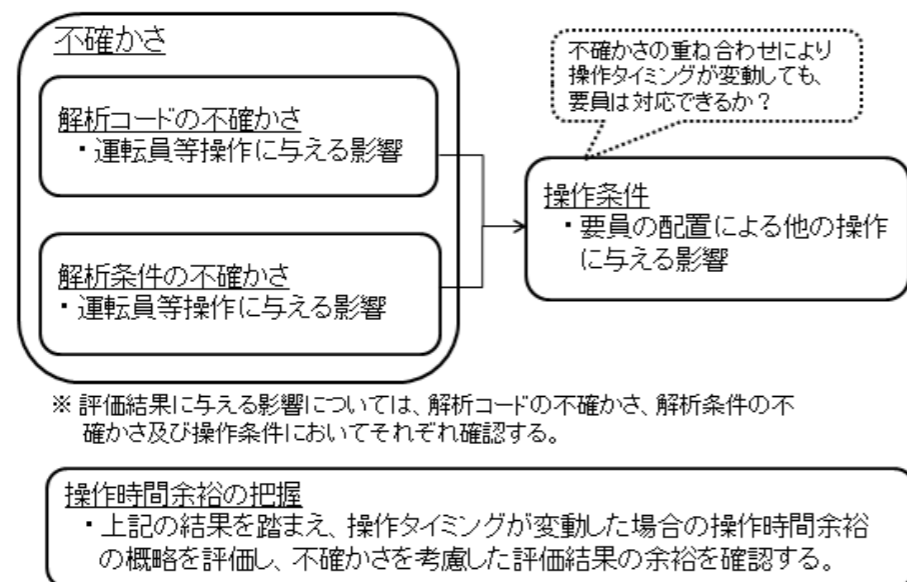 不確かさ
解析コードの不確かさ
・運転員等操作に与える影響
解析条件の不確かさ
・運転員等操作に与える影響
不確かさの重ね合わせにより
操作タイミングが変動しても、
要員は対応できるか？
操作条件
・要員の配置による他の操作
に与える影響
※ 評価結果に与える影響については、解析コードの不確かさ、解析条件の不
確かさ及び操作条件においてそれぞれ確認する。
操作時間余裕の把握
・上記の結果を踏まえ、操作タイミングが変動した場合の操作時間余裕
の概略を評価し、不確かさを考慮した評価結果の余裕を確認する。